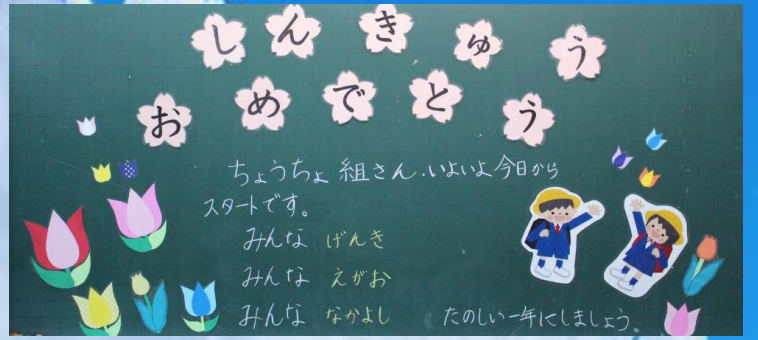 しんきゅう
おめでとう
ちょうちょ組さん.いよいよ今日から
スタートです。
みんな げんき
みんな えがお
みんな なかよし
たのしい一年にしましょう。